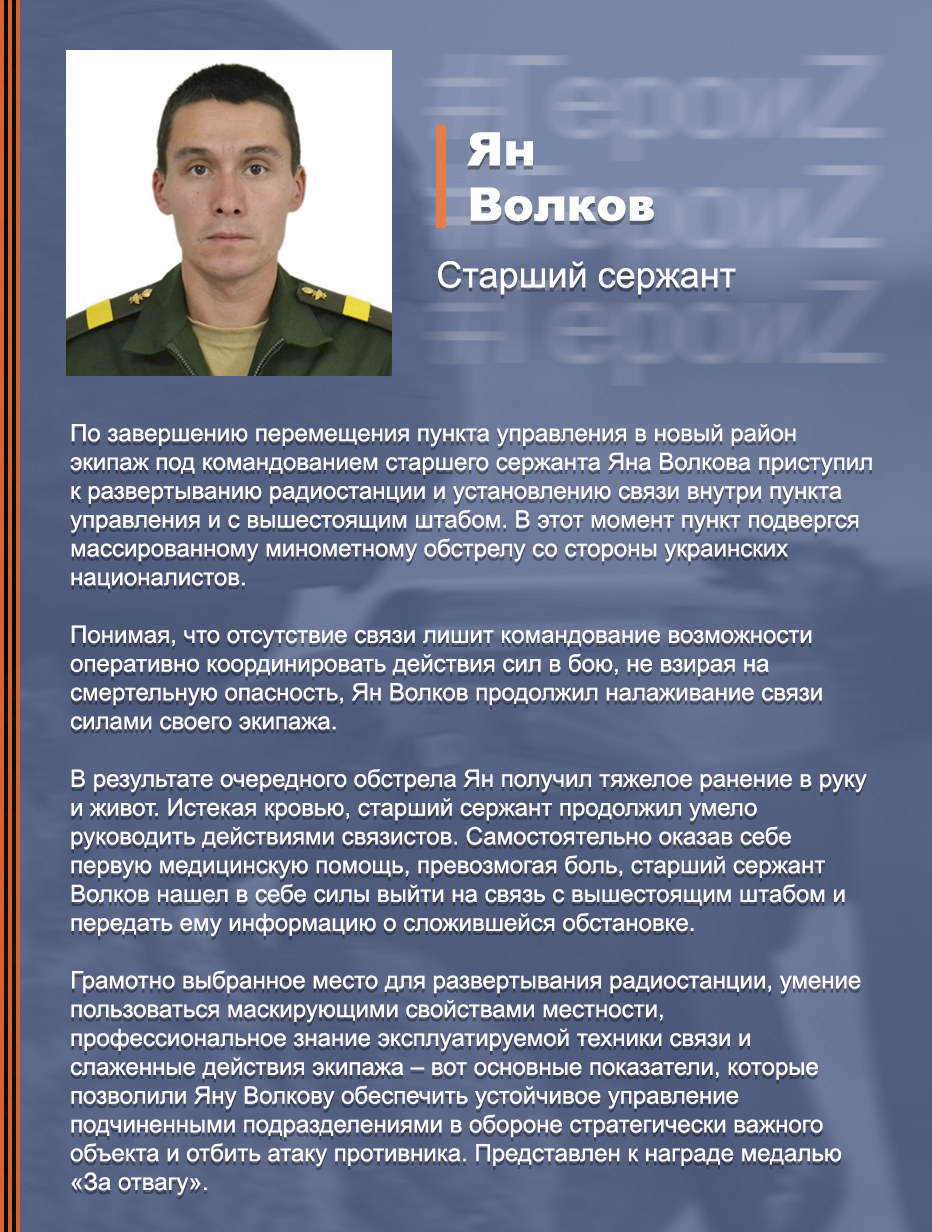 #ГероиZ
Ян
#ГероиZ
Волков
Старший сержант
#ГероиZ
По завершению перемещения пункта управления в новый район
экипаж под командованием старшего сержанта Яна Волкова приступил
к развертыванию радиостанции и установлению связи внутри пункта
управления и с вышестоящим штабом. В этот момент пункт подвергся
массированному минометному обстрелу со стороны украинских
националистов.
Понимая, что отсутствие связи лишит командование возможности
оперативно координировать действия сил в бою, не взирая на
смертельную опасность, Ян Волков продолжил налаживание связи
силами своего экипажа.
В результате очередного обстрела Ян получил тяжелое ранение в руку
и живот. Истекая кровью, старший сержант продолжил умело
руководить действиями связистов. Самостоятельно оказав себе
первую медицинскую помощь, превозмогая боль, старший сержант
Волков нашел в себе силы выйти на связь с вышестоящим штабом и
передать ему информацию о сложившейся обстановке.
Грамотно выбранное место для развертывания радиостанции, умение
пользоваться маскирующими свойствами местности,
профессиональное знание эксплуатируемой техники связи и
слаженные действия экипажа – вот основные показатели, которые
позволили Яну Волкову обеспечить устойчивое управление
подчиненными подразделениями в обороне стратегически важного
объекта и отбить атаку противника. Представлен к награде медалью
«За отвагу».